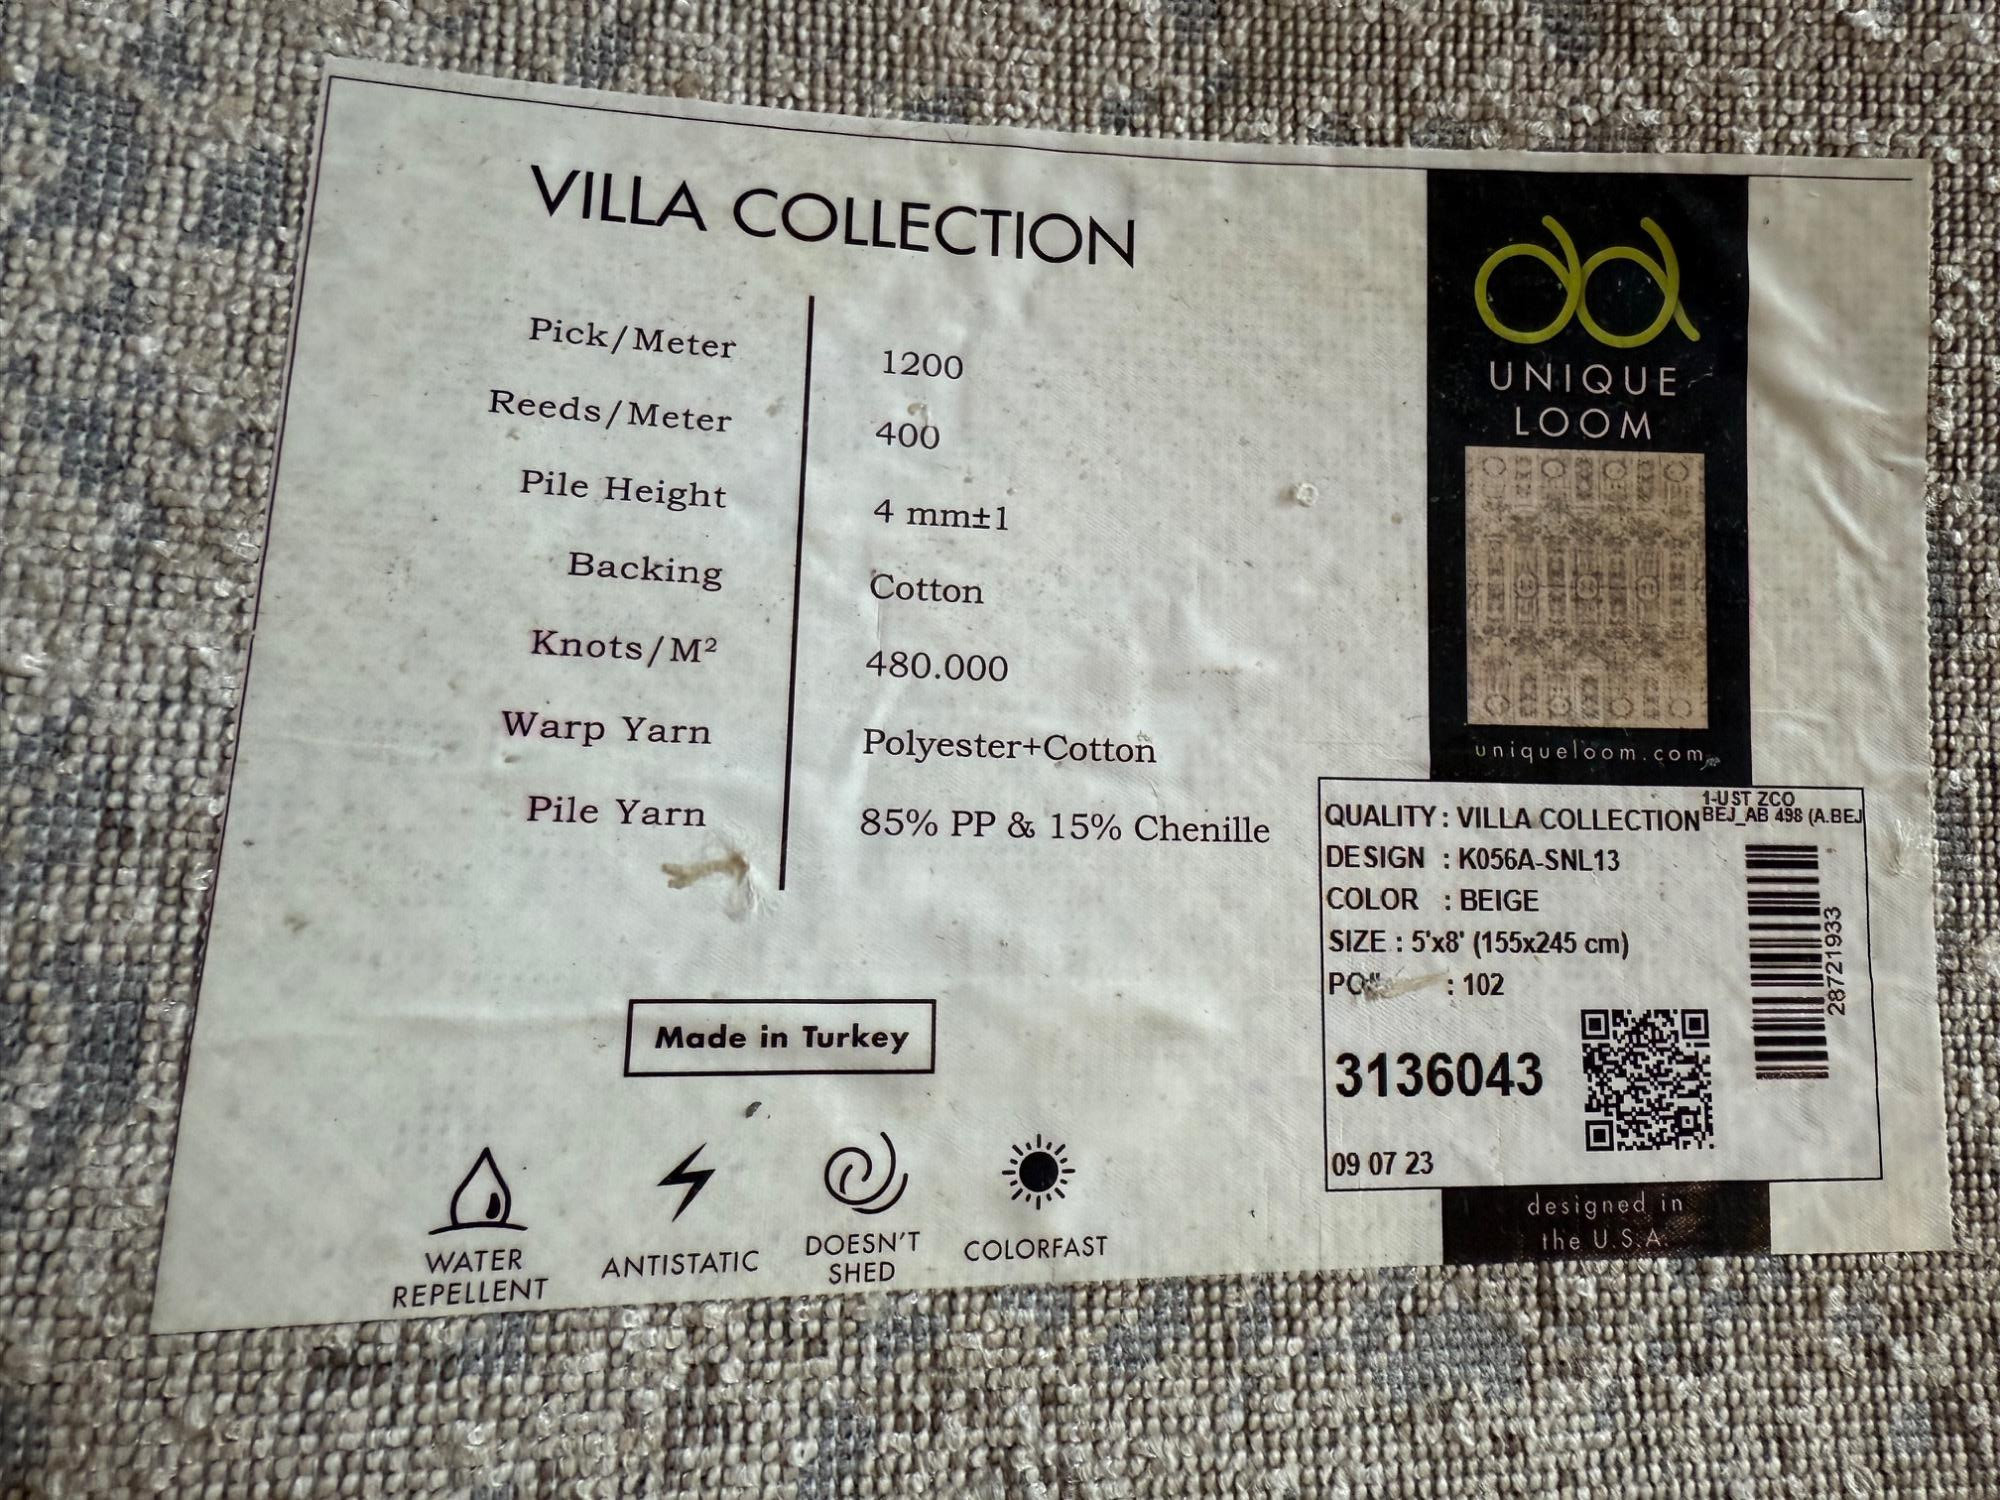 VILLA COLLECTION
Pick/Meter 1200
Reeds/Meter 400
Pile Height 4 mm±1
Backing Cotton
Knots/M² 480.000
Warp Yarn Polyester+Cotton
Pile Yarn 85% PP & 15% Chenille
Made in Turkey
WATER
REPELLENT
ANTISTATIC
DOESN'T
SHED
COLORFAST
UNIQUE
LOOM
uniqueloom.com
QUALITY : VILLA COLLECTION
1-UST ZCO
BEJ_AB 498 (A.BEJ
DESIGN : K056A-SNL13
COLOR : BEIGE
SIZE : 5'x8' (155x245 cm)
PO# : 102
28721933
3136043
09 07 23
designed in
the U.S.A.